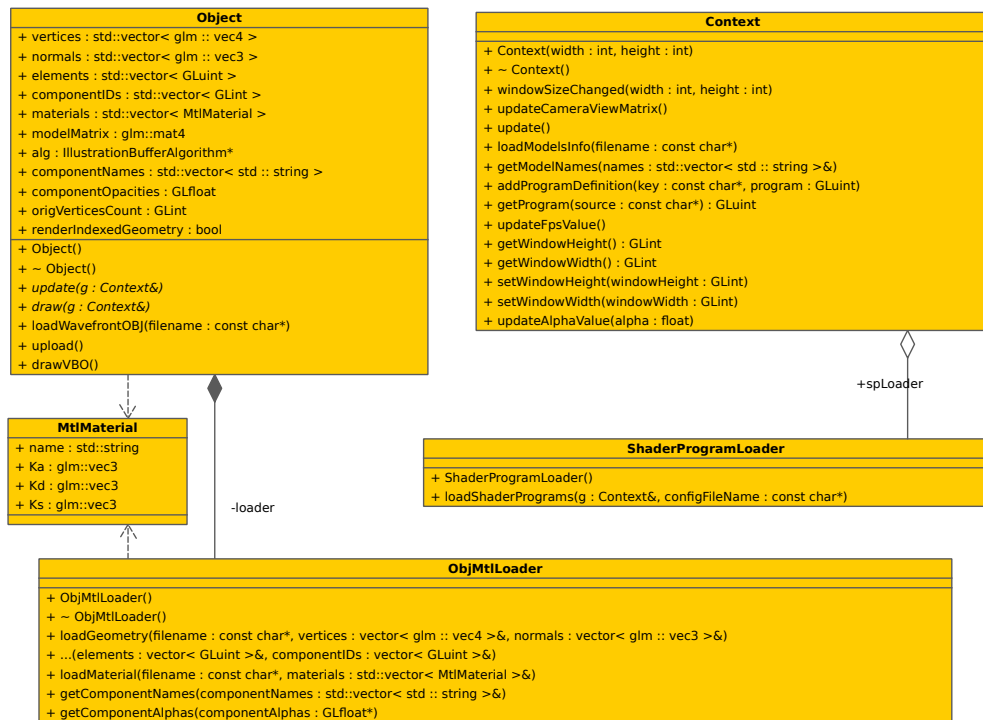 Object
+ vertices : std::vector< glm :: vec4 >
+ normals : std::vector< glm :: vec3 >
+ elements : std::vector< GLuint >
+ componentIDs : std::vector< GLint >
+ materials : std::vector< MtlMaterial >
+ modelMatrix : glm::mat4
+ alg : IllustrationBufferAlgorithm*
+ componentNames : std::vector< std :: string >
+ componentOpacities : GLfloat
+ origVerticesCount : GLint
+ renderIndexedGeometry : bool
+ Object()
+ ~ Object()
+ update(g : Context&)
+ draw(g : Context&)
+ loadWavefrontOBJ(filename : const char*)
+ upload()
+ drawVBO()
Context
+ Context(width : int, height : int)
+ ~ Context()
+ windowSizeChanged(width : int, height : int)
+ updateCameraViewMatrix()
+ update()
+ loadModelsInfo(filename : const char*)
+ getModelNames(names : std::vector< std :: string >&)
+ addProgramDefinition(key : const char*, program : GLuint)
+ getProgram(source : const char*) : GLuint
+ updateFpsValue()
+ getWindowHeight() : GLint
+ getWindowWidth() : GLint
+ setWindowHeight(windowHeight : GLint)
+ setWindowWidth(windowWidth : GLint)
+ updateAlphaValue(alpha : float)
+spLoader
MtlMaterial
+ name : std::string
+ Ka : glm::vec3
+ Kd : glm::vec3
+ Ks : glm::vec3
-loader
ShaderProgramLoader
+ ShaderProgramLoader()
+ loadShaderPrograms(g : Context&, configFileName : const char*)
ObjMtlLoader
+ ObjMtlLoader()
+ ~ ObjMtlLoader()
+ loadGeometry(filename : const char*, vertices : vector< glm :: vec4 >&, normals : vector< glm :: vec3 >&)
+ ...(elements : vector< GLuint >&, componentIDs : vector< GLuint >&)
+ loadMaterial(filename : const char*, materials : std::vector< MtlMaterial >&)
+ getComponentNames(componentNames : std::vector< std :: string >&)
+ getComponentAlphas(componentAlphas : GLfloat*)